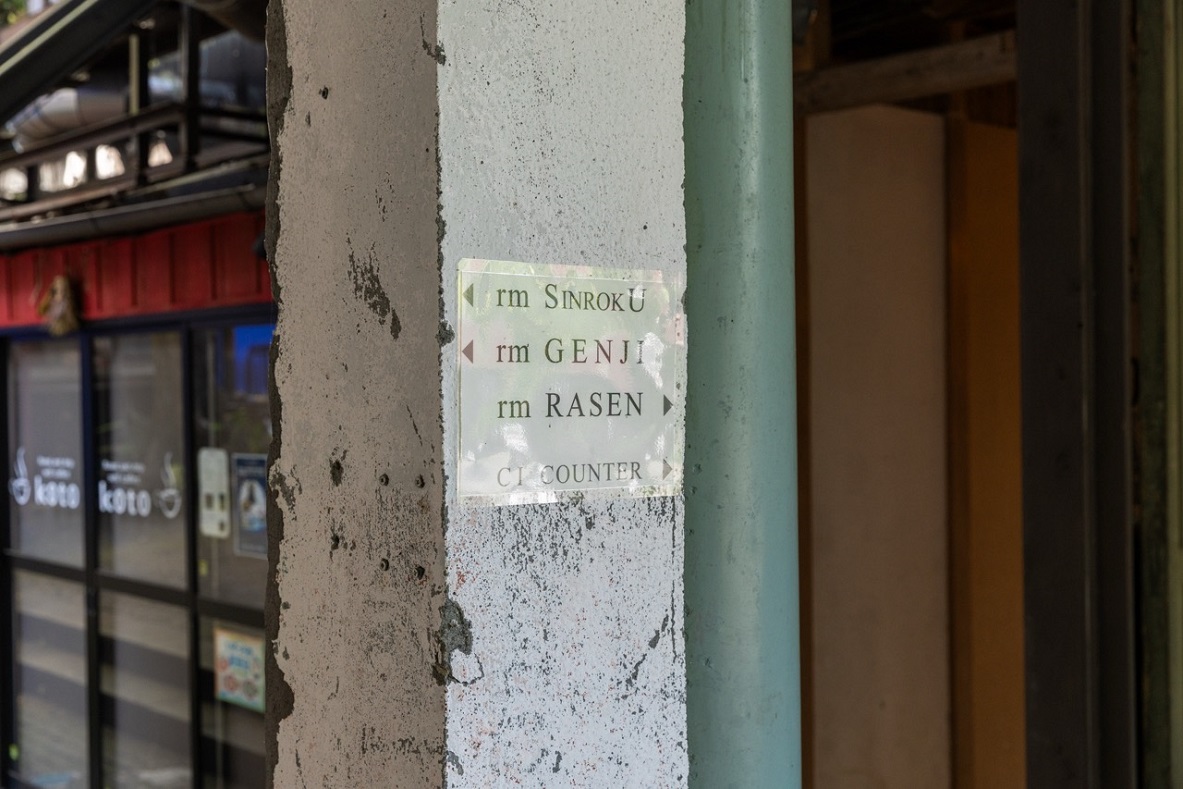 rm SINROKU
rm GENJI
rm RASEN
CI COUNTER
koto
koto